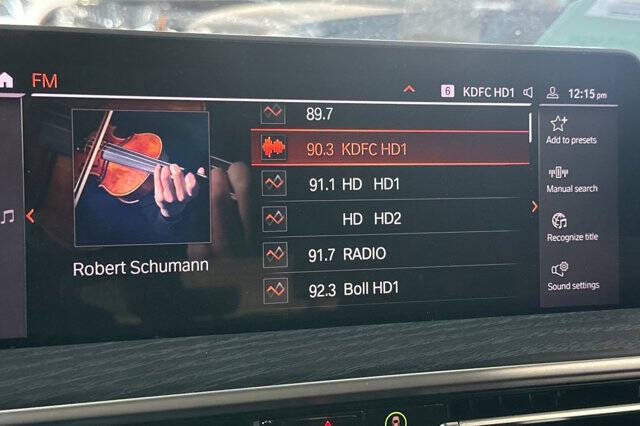 FM
6 KDFC HD1
12:15 pm
89.7
90.3 KDFC HD1
91.1 HD HD1
HD HD2
91.7 RADIO
92.3 Boll HD1
Robert Schumann
Add to presets
Manual search
Recognize title
Sound settings